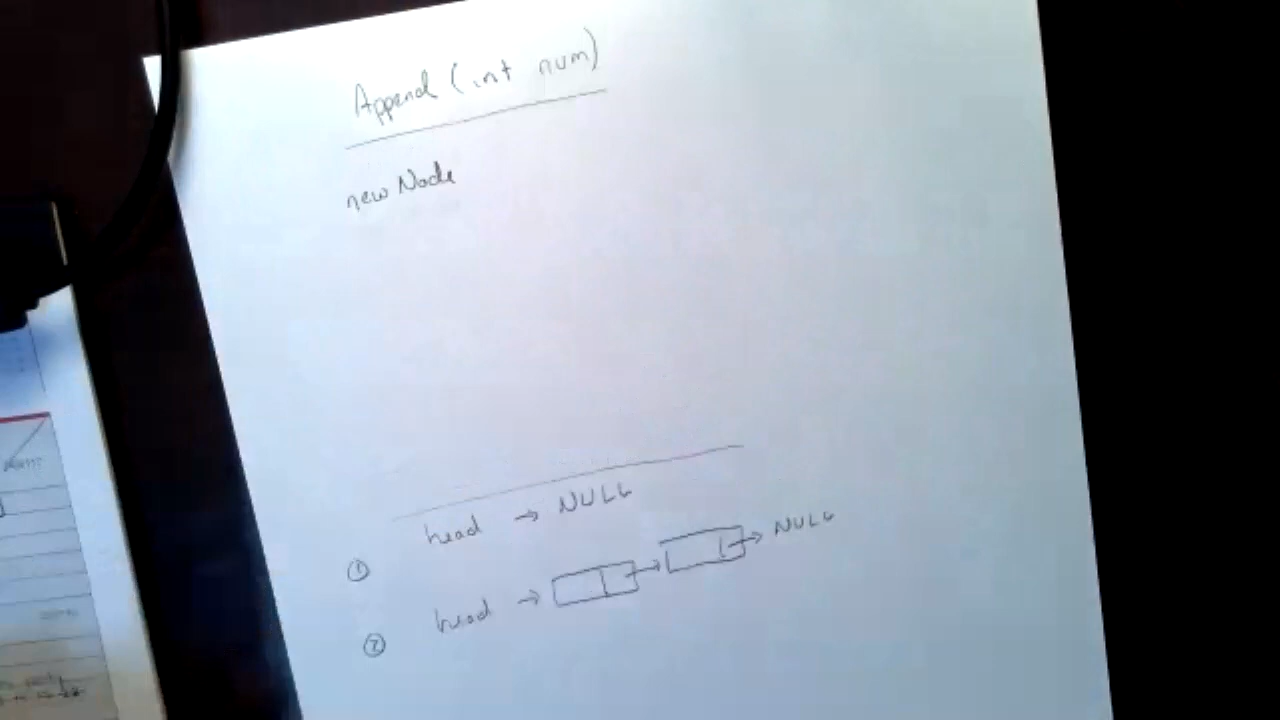 Append (int num)
new Node
① head → NULL
② head → → → NULL